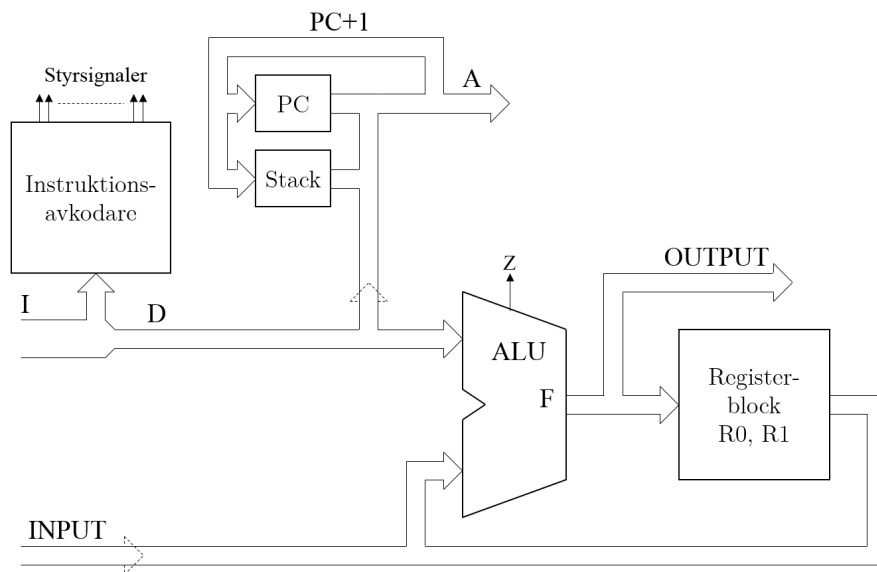 PC+1
Styrsignaler
A
PC
Stack
Instruktions-
avkodare
I
D
Z
OUTPUT
ALU
F
Register-
block
R0, R1
INPUT